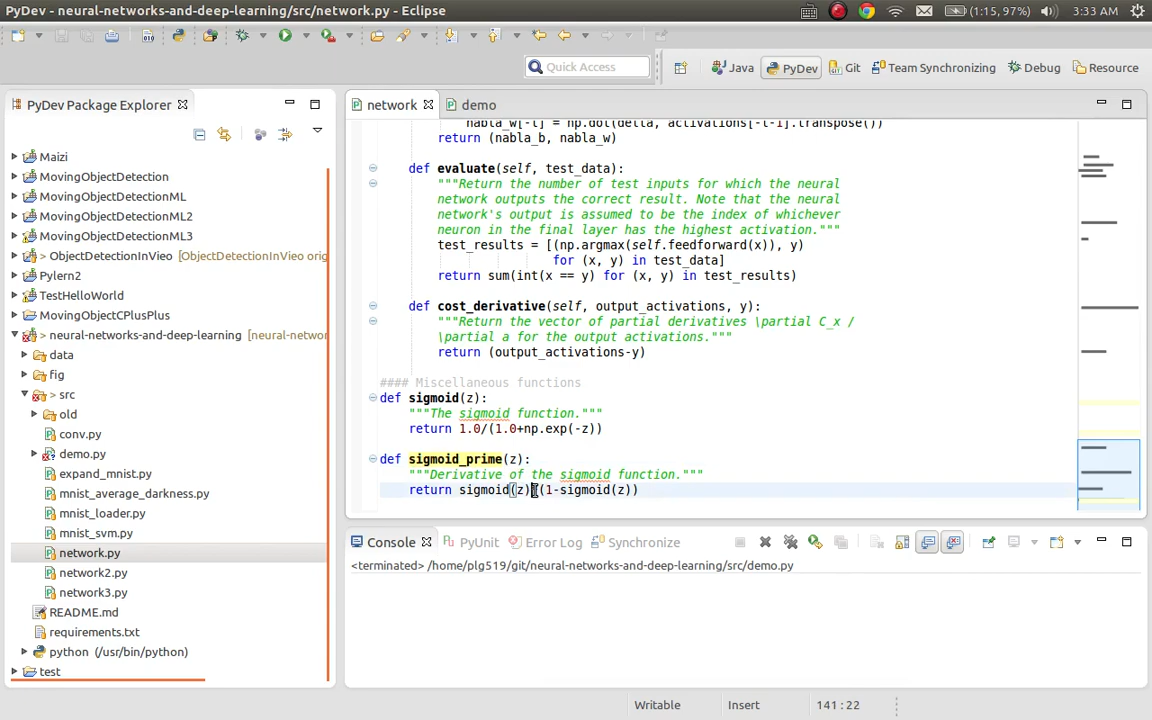 PyDev - neural-networks-and-deep-learning/src/network.py - Eclipse
(1:15, 97%)
3:33 AM
Quick Access
Java
PyDev
Git
Team Synchronizing
Debug
Resource
PyDev Package Explorer
Maizi
MovingObjectDetection
MovingObjectDetectionML
MovingObjectDetectionML2
MovingObjectDetectionML3
> ObjectDetectionInVieo [ObjectDetectionInVieo orig
Pylern2
TestHelloWorld
MovingObjectCPlusPlus
> neural-networks-and-deep-learning [neural-networ
data
fig
> src
old
conv.py
demo.py
expand_mnist.py
mnist_average_darkness.py
mnist_loader.py
mnist_svm.py
network.py
network2.py
network3.py
README.md
requirements.txt
python (/usr/bin/python)
test
network
demo
nabla_w[-l] = np.dot(delta, activations[-l-1].transpose())
return (nabla_b, nabla_w)
def evaluate(self, test_data):
"""Return the number of test inputs for which the neural
network outputs the correct result. Note that the neural
network's output is assumed to be the index of whichever
neuron in the final layer has the highest activation."""
test_results = [(np.argmax(self.feedforward(x)), y)
for (x, y) in test_data]
return sum(int(x == y) for (x, y) in test_results)
def cost_derivative(self, output_activations, y):
"""Return the vector of partial derivatives \partial C_x /
\partial a for the output activations."""
return (output_activations-y)
#### Miscellaneous functions
def sigmoid(z):
"""The sigmoid function."""
return 1.0/(1.0+np.exp(-z))
def sigmoid_prime(z):
"""Derivative of the sigmoid function."""
return sigmoid(z)*(1-sigmoid(z))
Console
PyUnit
Error Log
Synchronize
<terminated> /home/plg519/git/neural-networks-and-deep-learning/src/demo.py
Writable
Insert
141 : 22